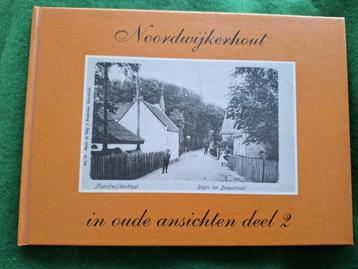 Noordwijkerhout
Noordwijkerhout
Begin der Dorpsstraat
in oude ansichten deel 2